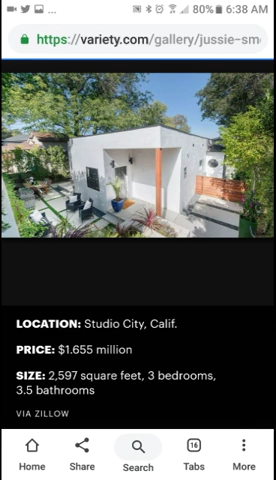 80% 6:38 AM
https://variety.com/gallery/jussie-sm
LOCATION: Studio City, Calif.
PRICE: $1.655 million
SIZE: 2,597 square feet, 3 bedrooms,
3.5 bathrooms
VIA ZILLOW
16
Home Share Search Tabs More